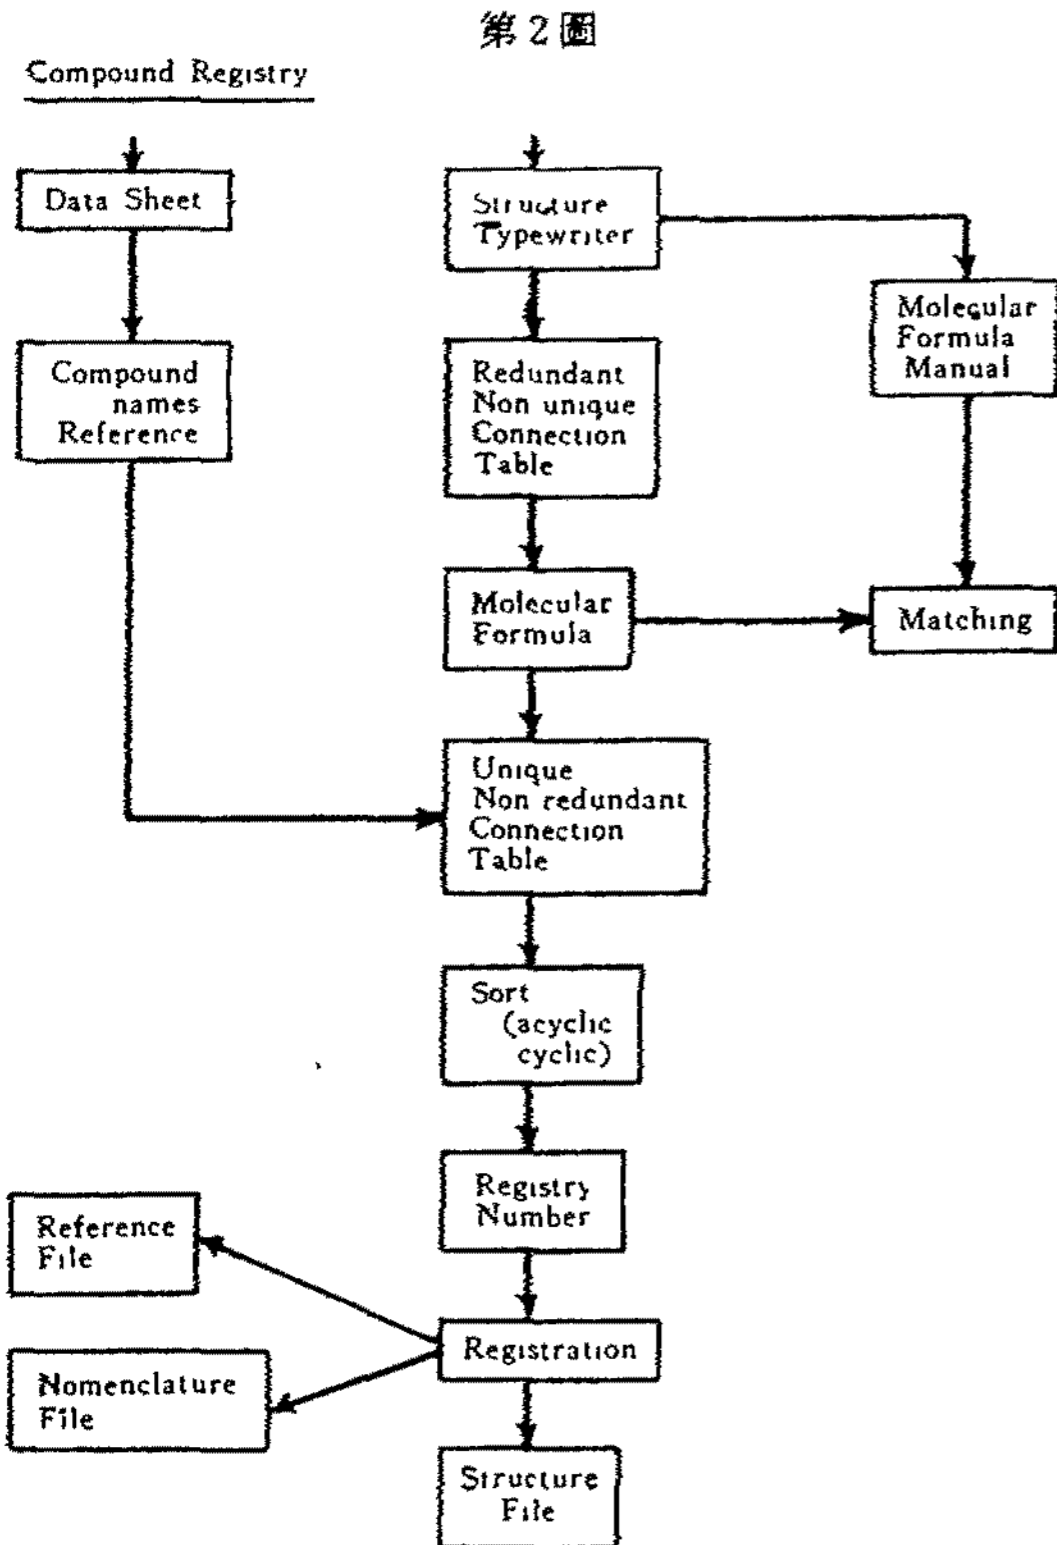 第2圖
Compound Registry
Data Sheet
Compound
names
Reference
Structure
Typewriter
Molecular
Formula
Manual
Redundant
Non unique
Connection
Table
Molecular
Formula
Matching
Unique
Non redundant
Connection
Table
Sort
(acyclic
cyclic)
Registry
Number
Registration
Reference
File
Nomenclature
File
Structure
File